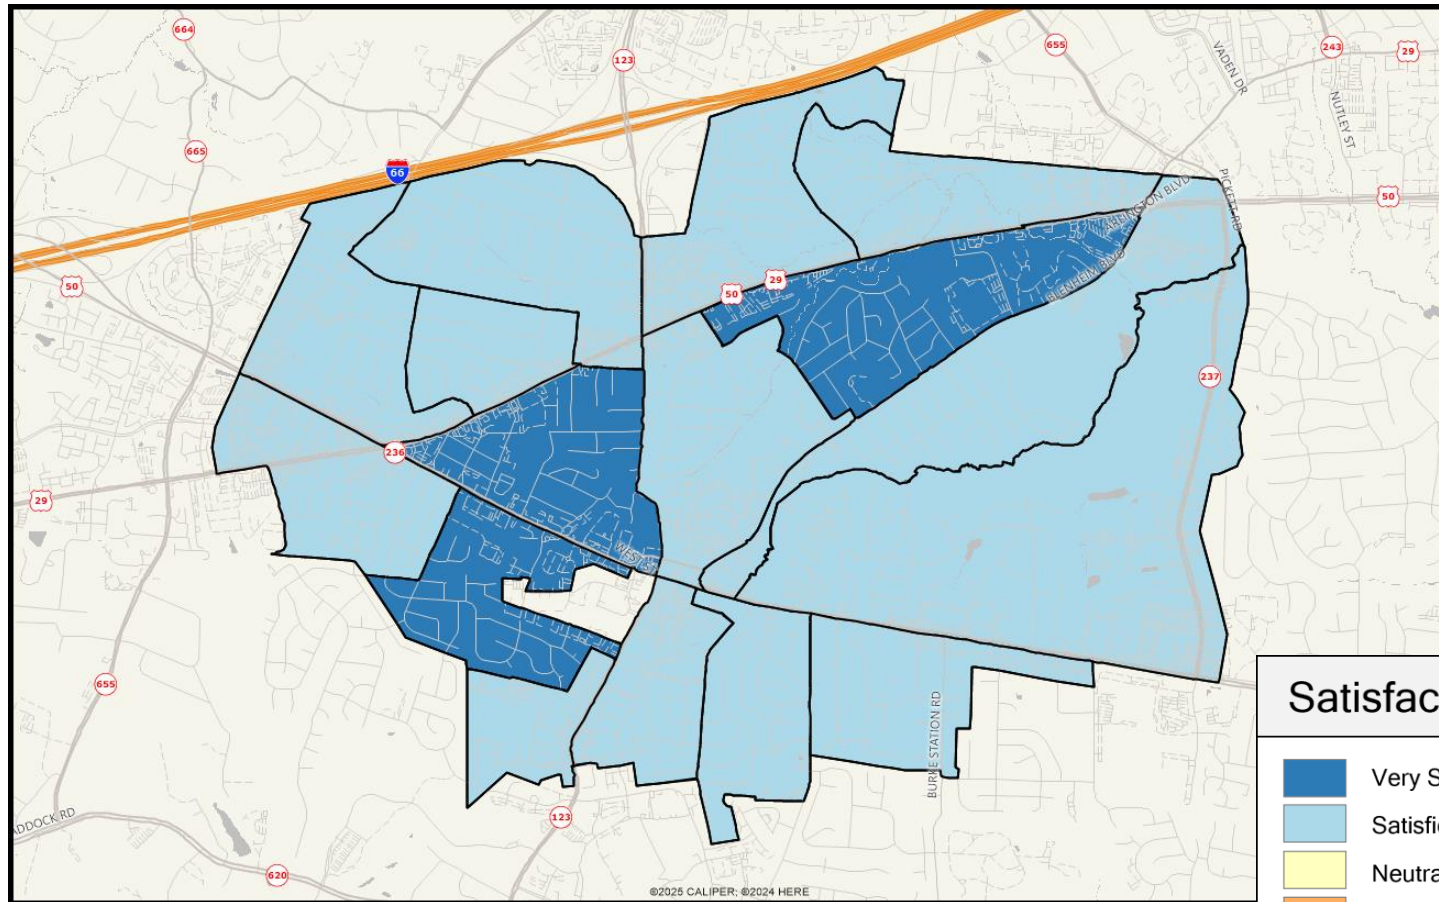 664
123
655
243
29
VADEN DR
NUTLEY ST
665
66
PICKETT RD
50
ARLINGTON BLVD
50
29
50
BLENHEIM BLVD
237
236
29
WEST ST
655
Satisfac
Very S
BURKE STATION RD
Satisfi
ADDOCK RD
123
Neutra
620
©2025 CALIPER; ©2024 HERE